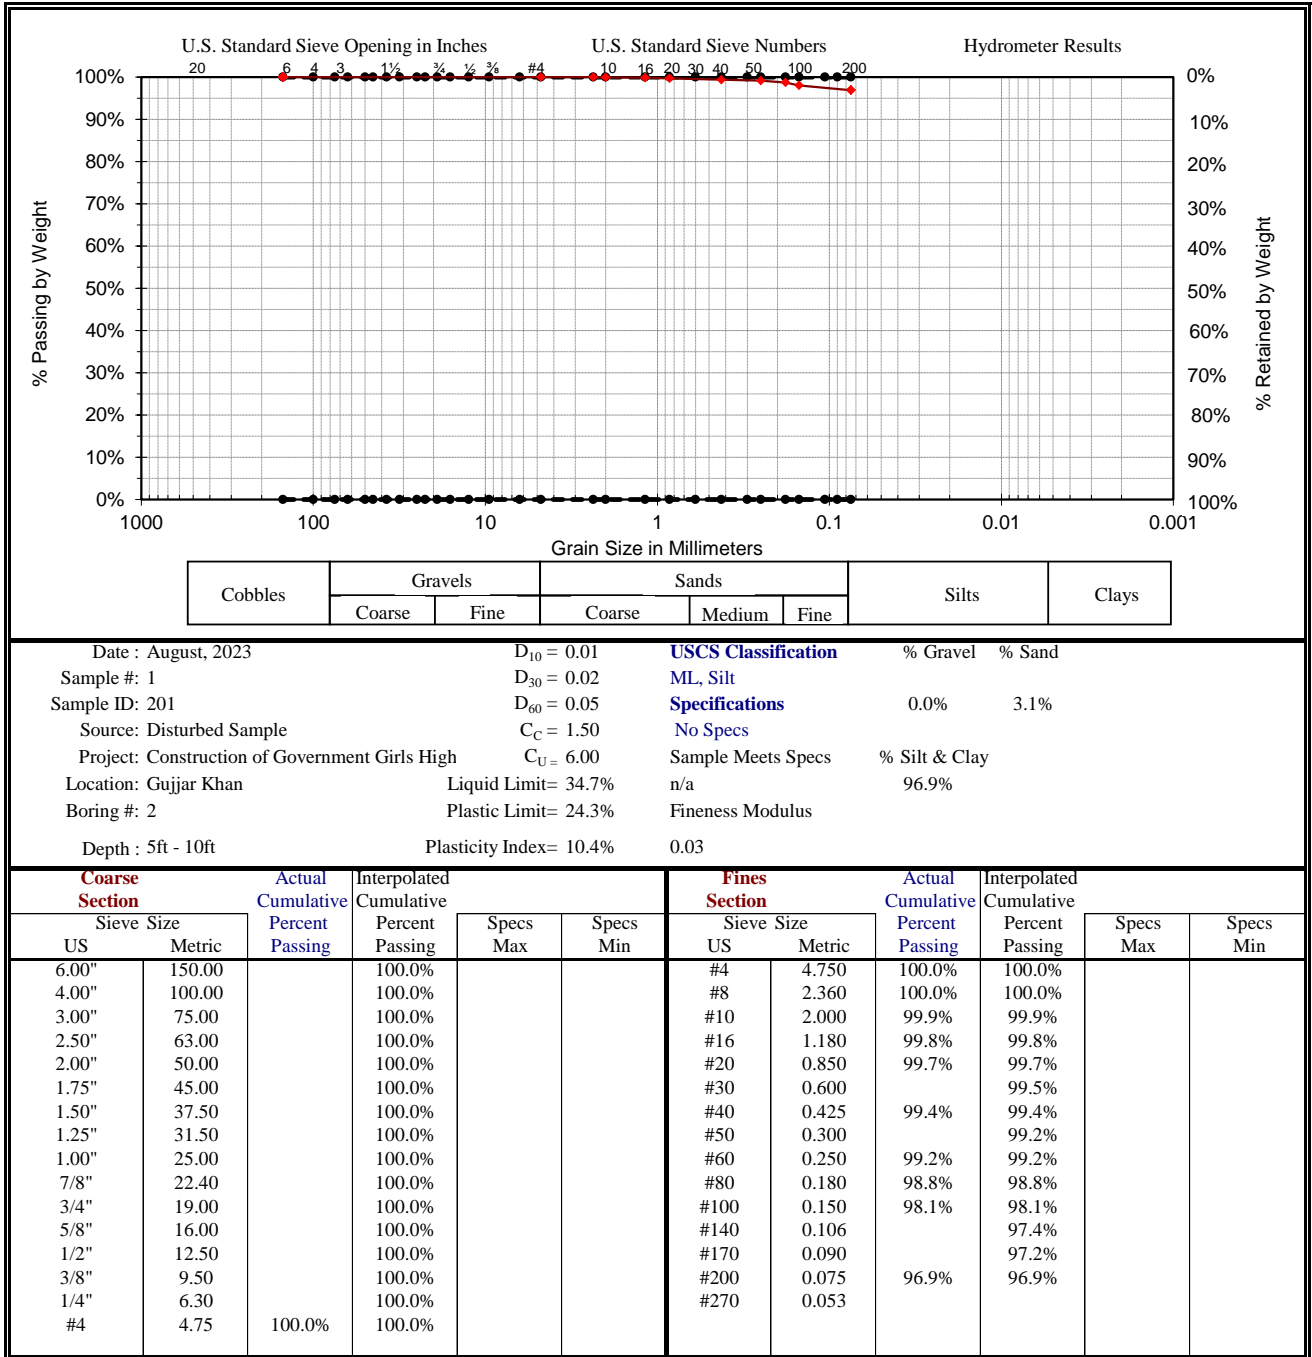 U.S. Standard Sieve Opening in Inches U.S. Standard Sieve Numbers Hydrometer Results
20 6 4 3 1½ ¾ ½ ⅜ #4 10 16 20 30 40 50 100 200
100% 0%
90% 10%
80% 20%
70% 30%
60% 40%
50% 50%
40% 60%
30% 70%
20% 80%
10% 90%
0% 100%
% Passing by Weight
% Retained by Weight
1000 100 10 1 0.1 0.01 0.001
Grain Size in Millimeters
Cobbles Gravels Sands Silts Clays
Coarse Fine Coarse Medium Fine
Date : August, 2023 D10 = 0.01 USCS Classification % Gravel % Sand
Sample #: 1 D30 = 0.02 ML, Silt
Sample ID: 201 D60 = 0.05 Specifications 0.0% 3.1%
Source: Disturbed Sample CC = 1.50 No Specs
Project: Construction of Government Girls High CU = 6.00 Sample Meets Specs % Silt & Clay
Location: Gujjar Khan Liquid Limit= 34.7% n/a 96.9%
Boring #: 2 Plastic Limit= 24.3% Fineness Modulus
Depth : 5ft - 10ft Plasticity Index= 10.4% 0.03
Coarse Actual Interpolated Fines Actual Interpolated
Section Cumulative Cumulative Section Cumulative Cumulative
Sieve Size Percent Percent Specs Specs Sieve Size Percent Percent Specs Specs
US Metric Passing Passing Max Min US Metric Passing Passing Max Min
6.00" 150.00 100.0% #4 4.750 100.0% 100.0%
4.00" 100.00 100.0% #8 2.360 100.0% 100.0%
3.00" 75.00 100.0% #10 2.000 99.9% 99.9%
2.50" 63.00 100.0% #16 1.180 99.8% 99.8%
2.00" 50.00 100.0% #20 0.850 99.7% 99.7%
1.75" 45.00 100.0% #30 0.600 99.5%
1.50" 37.50 100.0% #40 0.425 99.4% 99.4%
1.25" 31.50 100.0% #50 0.300 99.2%
1.00" 25.00 100.0% #60 0.250 99.2% 99.2%
7/8" 22.40 100.0% #80 0.180 98.8% 98.8%
3/4" 19.00 100.0% #100 0.150 98.1% 98.1%
5/8" 16.00 100.0% #140 0.106 97.4%
1/2" 12.50 100.0% #170 0.090 97.2%
3/8" 9.50 100.0% #200 0.075 96.9% 96.9%
1/4" 6.30 100.0% #270 0.053
#4 4.75 100.0% 100.0%